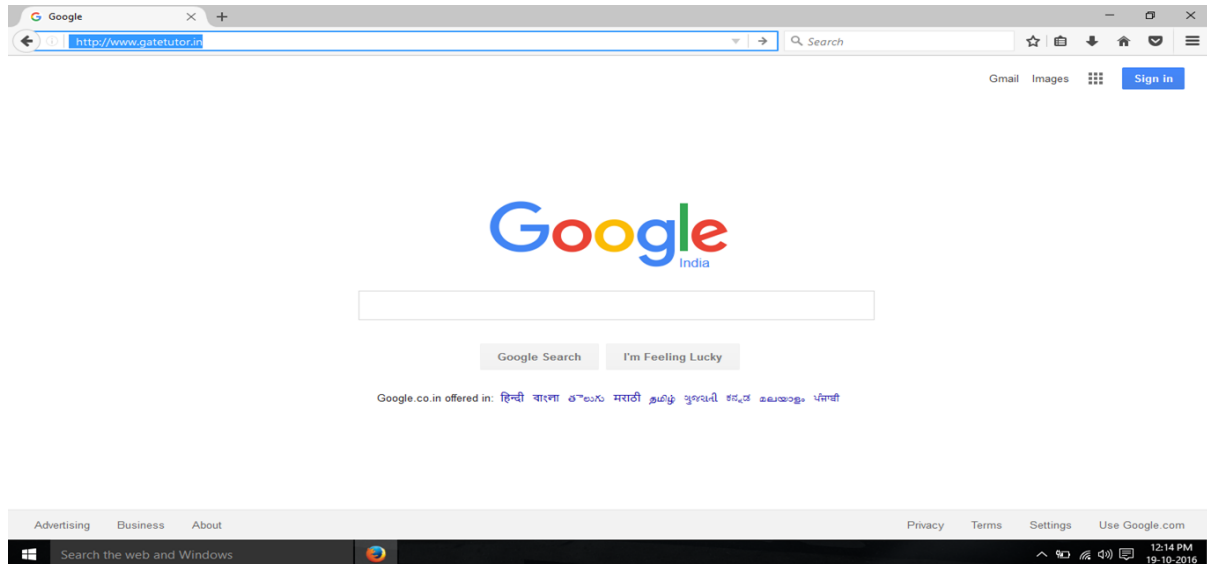 Google
http://www.gatetutor.in
Search
Gmail Images
Sign in
Google
India
Google Search I'm Feeling Lucky
Google.co.in offered in: हिन्दी বাংলা తెలుగు मराठी தமிழ் ગુજરાતી ಕನ್ನಡ മലയാളം ਪੰਜਾਬੀ
Advertising Business About
Privacy Terms Settings Use Google.com
Search the web and Windows
12:14 PM
19-10-2016